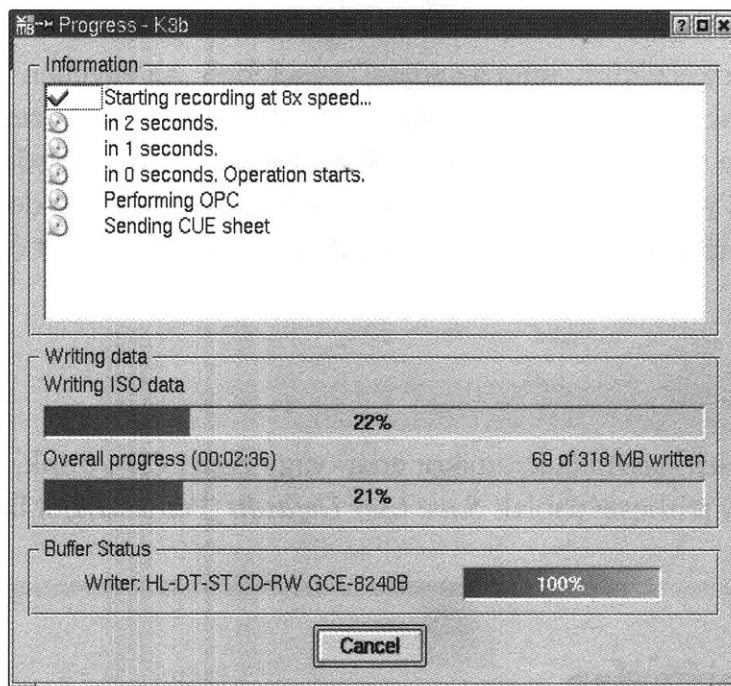 Progress - K3b
Information
Starting recording at 8x speed...
in 2 seconds.
in 1 seconds.
in 0 seconds. Operation starts.
Performing OPC
Sending CUE sheet
Writing data
Writing ISO data
22%
Overall progress (00:02:36) 69 of 318 MB written
21%
Buffer Status
Writer: HL-DT-ST CD-RW GCE-8240B 100%
Cancel